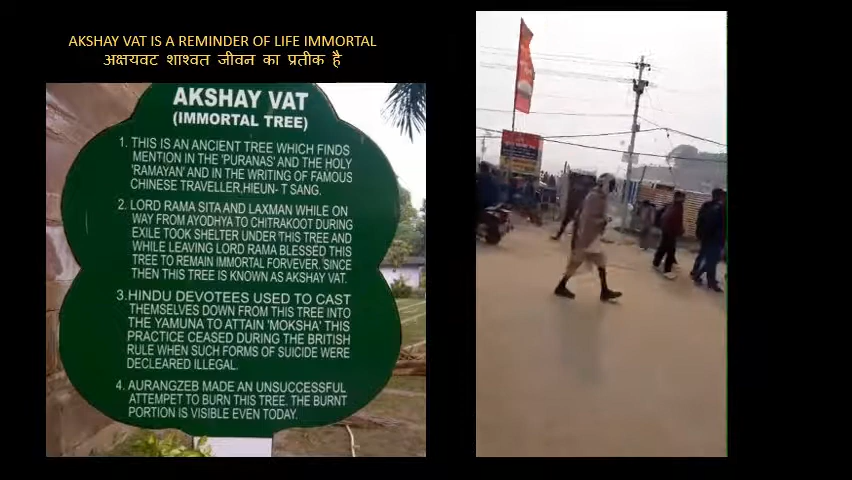 AKSHAY VAT IS A REMINDER OF LIFE IMMORTAL
अक्षयवट शाश्वत जीवन का प्रतीक है
AKSHAY VAT
(IMMORTAL TREE)
1. THIS IS AN ANCIENT TREE WHICH FINDS
MENTION IN THE 'PURANAS' AND THE HOLY
'RAMAYAN' AND IN THE WRITING OF FAMOUS
CHINESE TRAVELLER,HIEUN- T SANG.
2. LORD RAMA SITA AND LAXMAN WHILE ON
WAY FROM AYODHYA TO CHITRAKOOT DURING
EXILE TOOK SHELTER UNDER THIS TREE AND
WHILE LEAVING LORD RAMA BLESSED THIS
TREE TO REMAIN IMMORTAL FORVEVER. SINCE
THEN THIS TREE IS KNOWN AS AKSHAY VAT.
3. HINDU DEVOTEES USED TO CAST
THEMSELVES DOWN FROM THIS TREE INTO
THE YAMUNA TO ATTAIN 'MOKSHA' THIS
PRACTICE CEASED DURING THE BRITISH
RULE WHEN SUCH FORMS OF SUICIDE WERE
DECLEARED ILLEGAL.
4. AURANGZEB MADE AN UNSUCCESSFUL
ATTEMPET TO BURN THIS TREE. THE BURNT
PORTION IS VISIBLE EVEN TODAY.